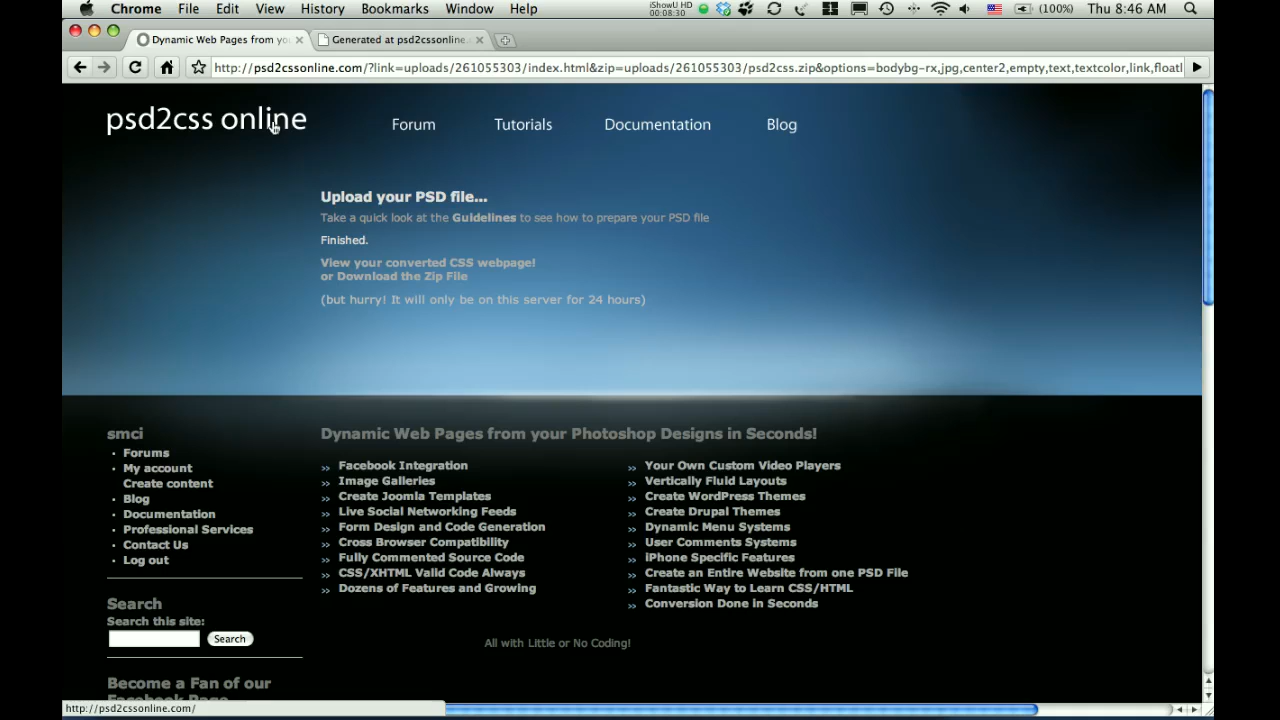 Chrome File Edit View History Bookmarks Window Help iShowU HD 00:08:30 (100%) Thu 8:46 AM
Dynamic Web Pages from yo Generated at psd2cssonline.
http://psd2cssonline.com/?link=uploads/261055303/index.html&zip=uploads/261055303/psd2css.zip&options=bodybg-rx,jpg,center2,empty,text,textcolor,link,floatl
psd2css online Forum Tutorials Documentation Blog
Upload your PSD file...
Take a quick look at the Guidelines to see how to prepare your PSD file
Finished.
View your converted CSS webpage!
or Download the Zip File
(but hurry! It will only be on this server for 24 hours)
smci
Forums
My account
Create content
Blog
Documentation
Professional Services
Contact Us
Log out
Search
Search this site:
Search
Become a Fan of our
Facebook Page
Dynamic Web Pages from your Photoshop Designs in Seconds!
Facebook Integration
Image Galleries
Create Joomla Templates
Live Social Networking Feeds
Form Design and Code Generation
Cross Browser Compatibility
Fully Commented Source Code
CSS/XHTML Valid Code Always
Dozens of Features and Growing
Your Own Custom Video Players
Vertically Fluid Layouts
Create WordPress Themes
Create Drupal Themes
Dynamic Menu Systems
User Comments Systems
iPhone Specific Features
Create an Entire Website from one PSD File
Fantastic Way to Learn CSS/HTML
Conversion Done in Seconds
All with Little or No Coding!
http://psd2cssonline.com/